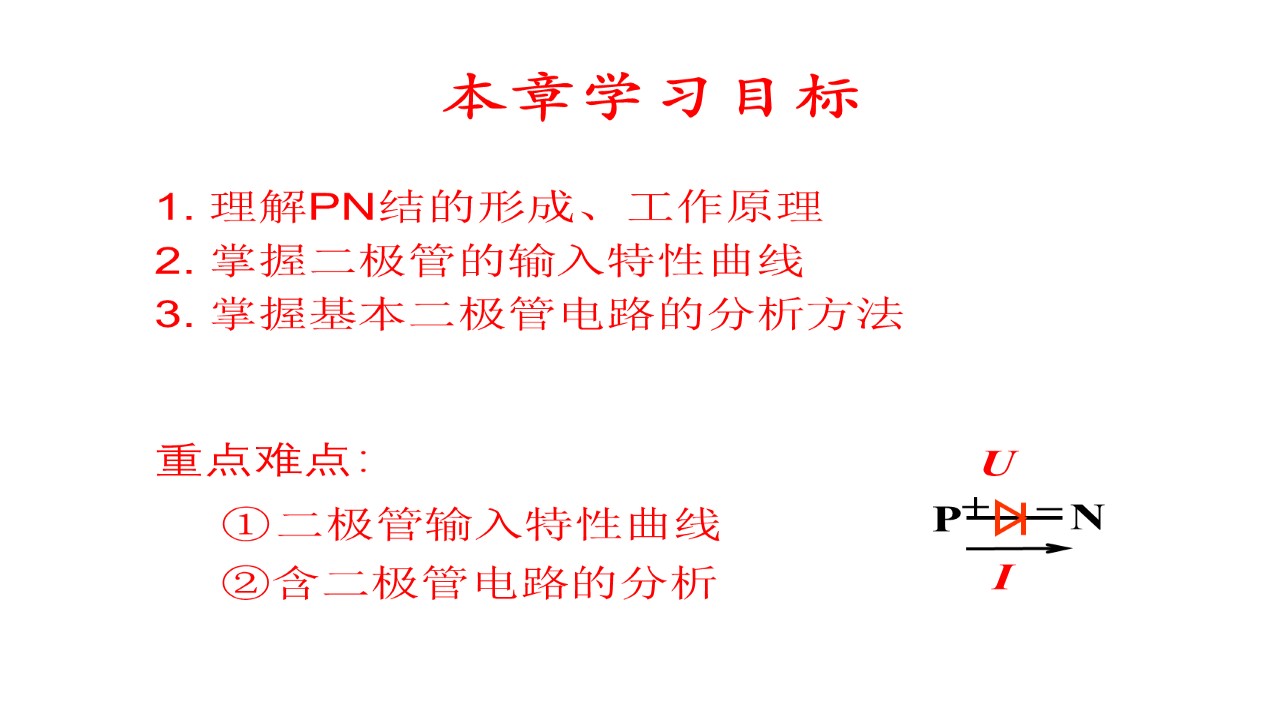 本章学习目标
1. 理解PN结的形成、工作原理
2. 掌握二极管的输入特性曲线
3. 掌握基本二极管电路的分析方法
重点难点:
①二极管输入特性曲线
②含二极管电路的分析
U
P + − N
I